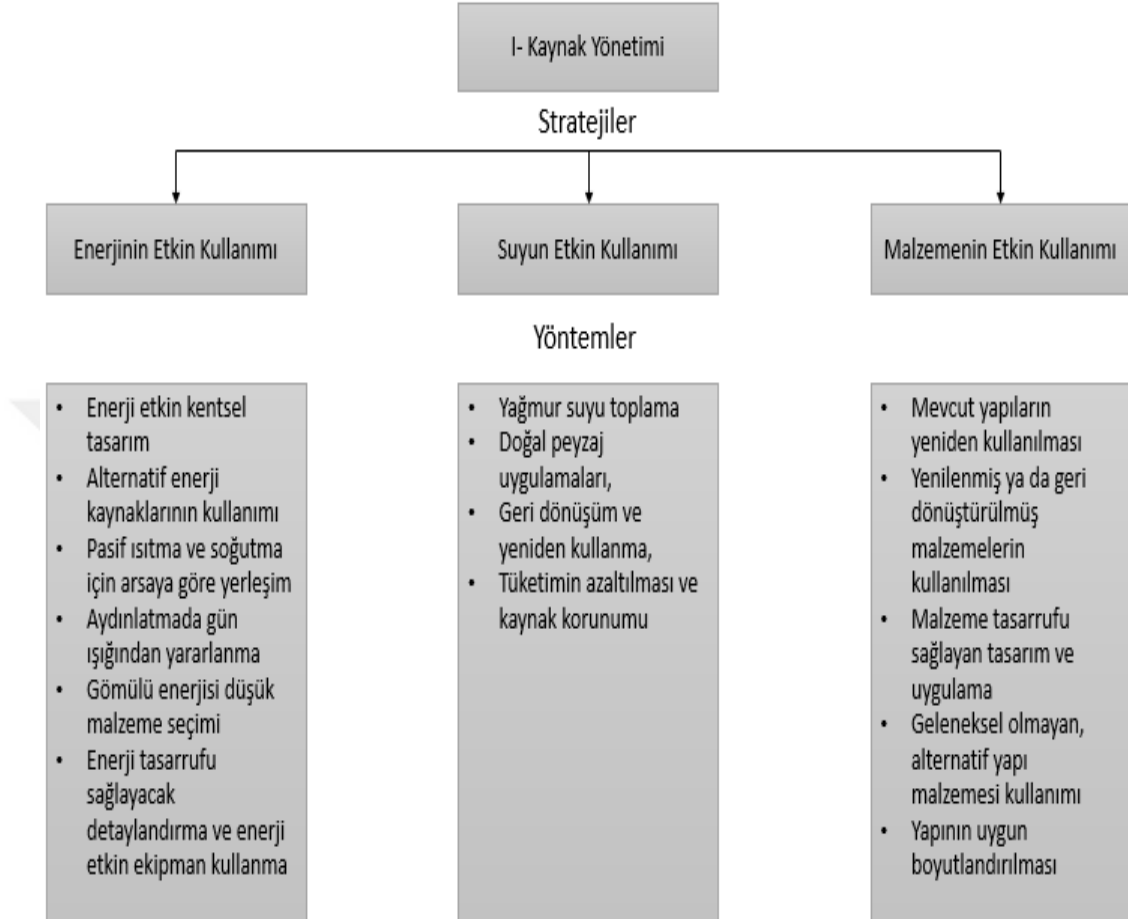 I- Kaynak Yönetimi
Stratejiler
Enerjinin Etkin Kullanımı
Suyun Etkin Kullanımı
Malzemenin Etkin Kullanımı
Yöntemler
• Enerji etkin kentsel
tasarım
• Alternatif enerji
kaynaklarının kullanımı
• Pasif ısıtma ve soğutma
için arsaya göre yerleşim
• Aydınlatmada gün
ışığından yararlanma
• Gömülü enerjisi düşük
malzeme seçimi
• Enerji tasarrufu
sağlayacak
detaylandırma ve enerji
etkin ekipman kullanma
• Yağmur suyu toplama
• Doğal peyzaj
uygulamaları,
• Geri dönüşüm ve
yeniden kullanma,
• Tüketimin azaltılması ve
kaynak korunumu
• Mevcut yapıların
yeniden kullanılması
• Yenilenmiş ya da geri
dönüştürülmüş
malzemelerin
kullanılması
• Malzeme tasarrufu
sağlayan tasarım ve
uygulama
• Geleneksel olmayan,
alternatif yapı
malzemesi kullanımı
• Yapının uygun
boyutlandırılması